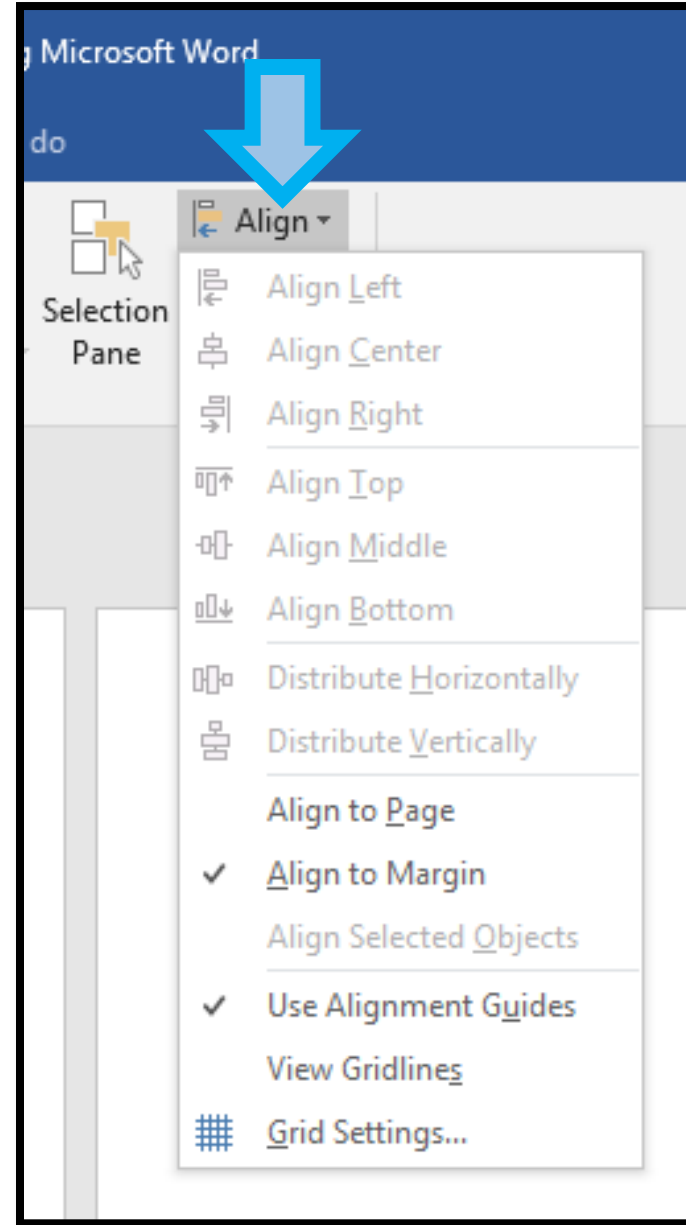 Microsoft Word
do
Selection
Pane
Align
Align Left
Align Center
Align Right
Align Top
Align Middle
Align Bottom
Distribute Horizontally
Distribute Vertically
Align to Page
Align to Margin
Align Selected Objects
Use Alignment Guides
View Gridlines
Grid Settings...